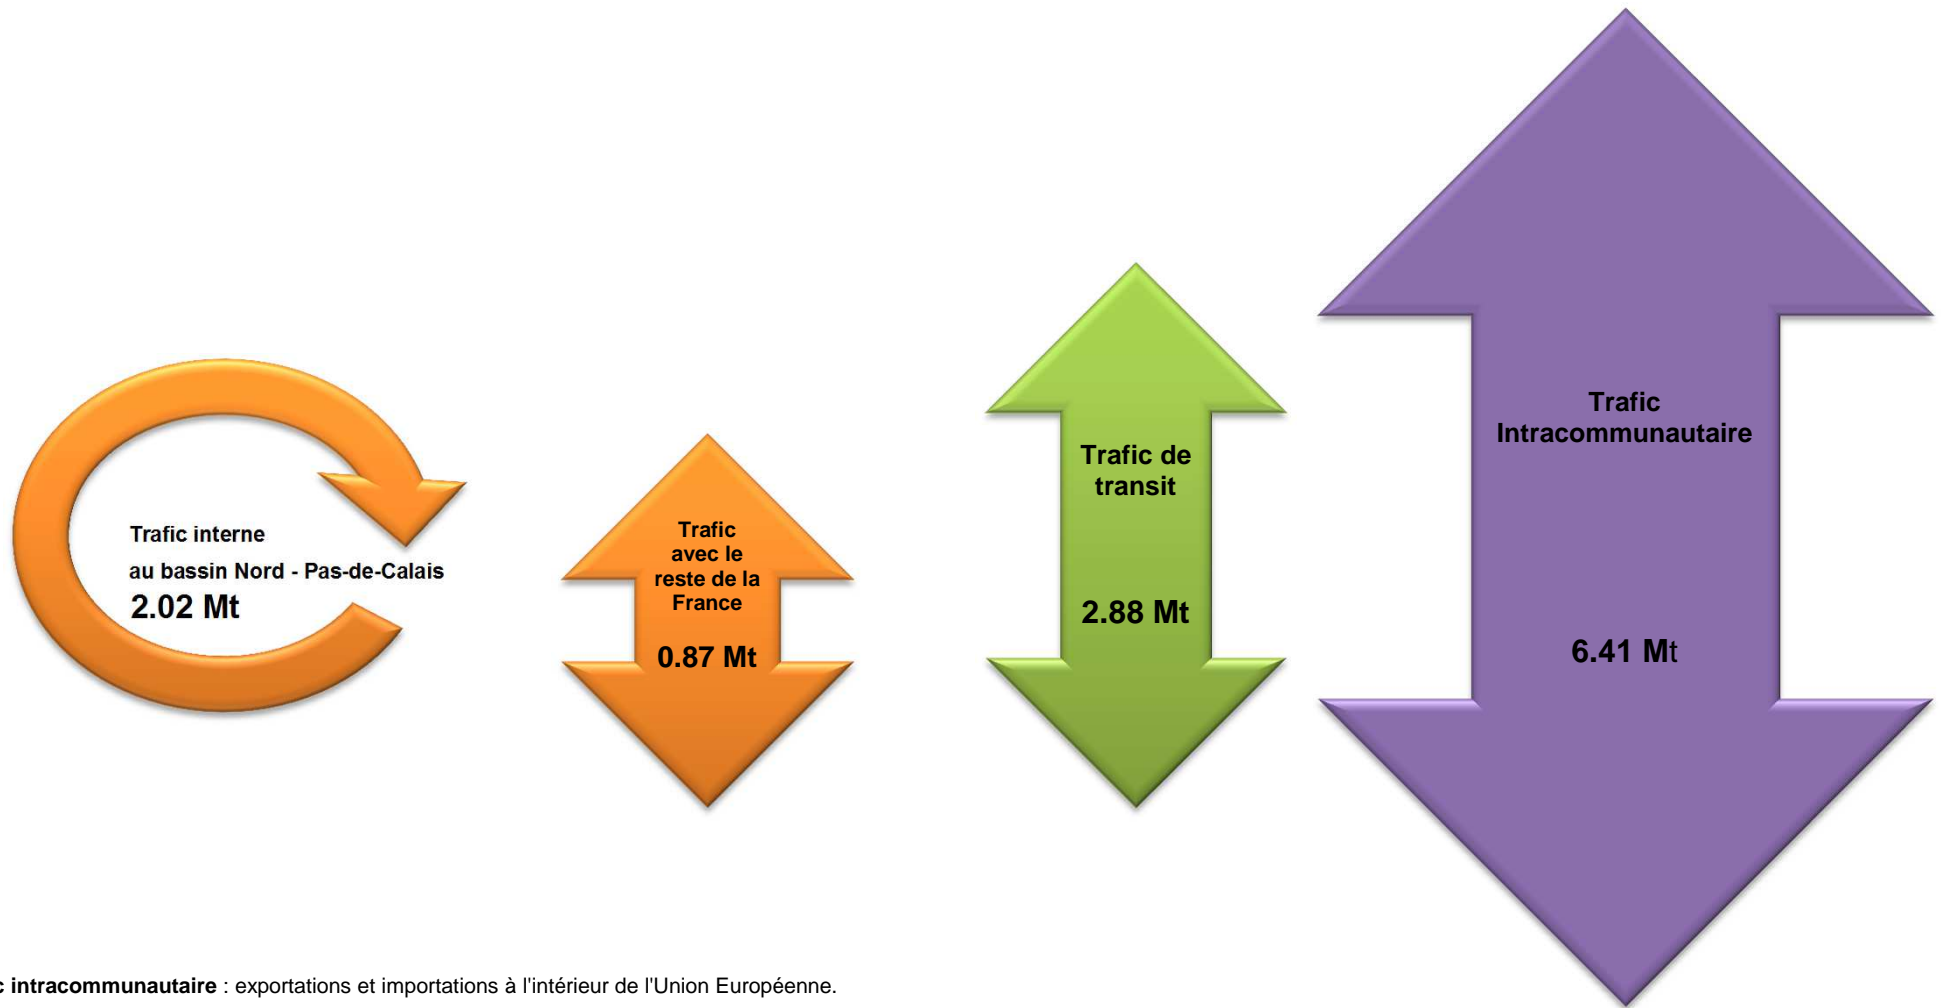 Trafic interne
au bassin Nord - Pas-de-Calais
2.02 Mt
Trafic
avec le
reste de la
France
0.87 Mt
Trafic de
transit
2.88 Mt
Trafic
Intracommunautaire
6.41 Mt
c intracommunautaire : exportations et importations à l'intérieur de l'Union Européenne.